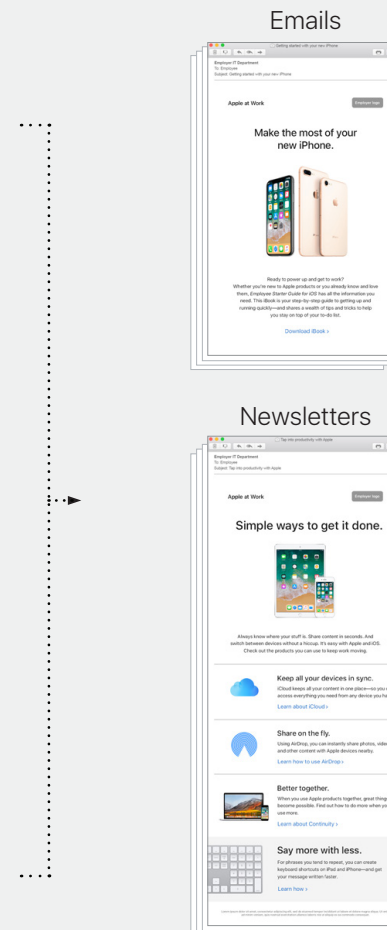 Emails
Getting started with your new iPhone
Employer IT Department
To: Employee
Subject: Getting started with your new iPhone
Apple at Work
Employer logo
Make the most of your
new iPhone.
Ready to power up and get to work?
Whether you're new to Apple products or you already know and love
them, Employee Starter Guide for iOS has all the information you
need. This iBook is your step-by-step guide to getting up and
running quickly—and shares a wealth of tips and tricks to help
you stay on top of your to-do list.
Download iBook ›
Newsletters
Tap into productivity with Apple
Employer IT Department
To: Employee
Subject: Tap into productivity with Apple
Apple at Work
Employer logo
Simple ways to get it done.
Always know where your stuff is. Share content in seconds. And
switch between devices without a hiccup. It's easy with Apple and iOS.
Check out the products you can use to keep work moving.
Keep all your devices in sync.
iCloud keeps all your content in one place—so you
access everything you need from any device you
Learn about iCloud ›
Share on the fly.
Using AirDrop, you can instantly share photos,
and other content with Apple devices nearby.
Learn how to use AirDrop ›
Better together.
When you use Apple products together, great
become possible. Find out how to do more when
use more.
Learn about Continuity ›
Say more with less.
For phrases you tend to repeat, you can create
keyboard shortcuts on iPad and iPhone—and get
your message written faster.
Learn how ›